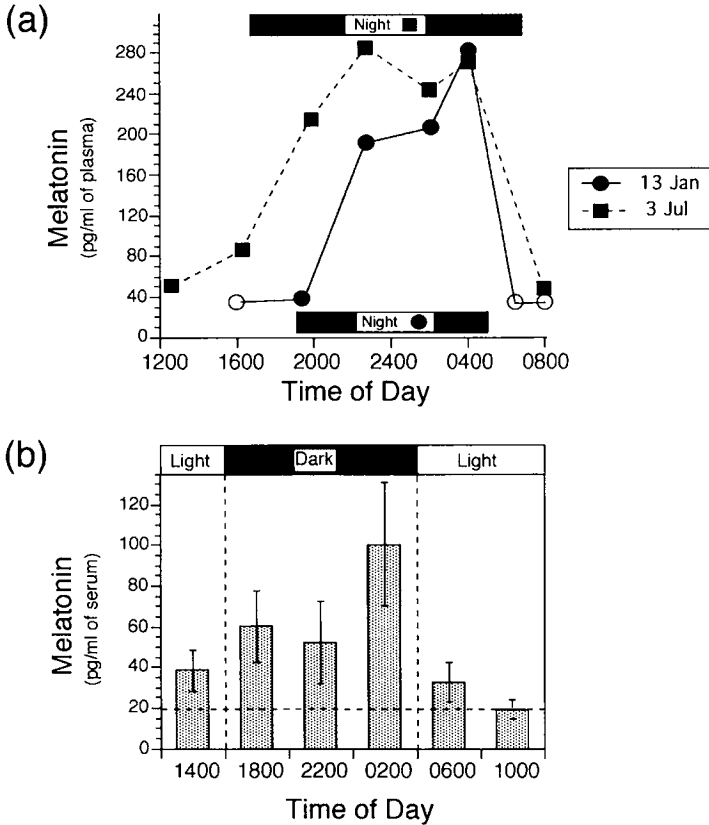 (a)
Night
280
240
200
160
120
80
40
0
Melatonin
(pg/ml of plasma)
13 Jan
3 Jul
Night
1200 1600 2000 2400 0400 0800
Time of Day
(b)
Light Dark Light
120
100
80
60
40
20
0
Melatonin
(pg/ml of serum)
1400 1800 2200 0200 0600 1000
Time of Day